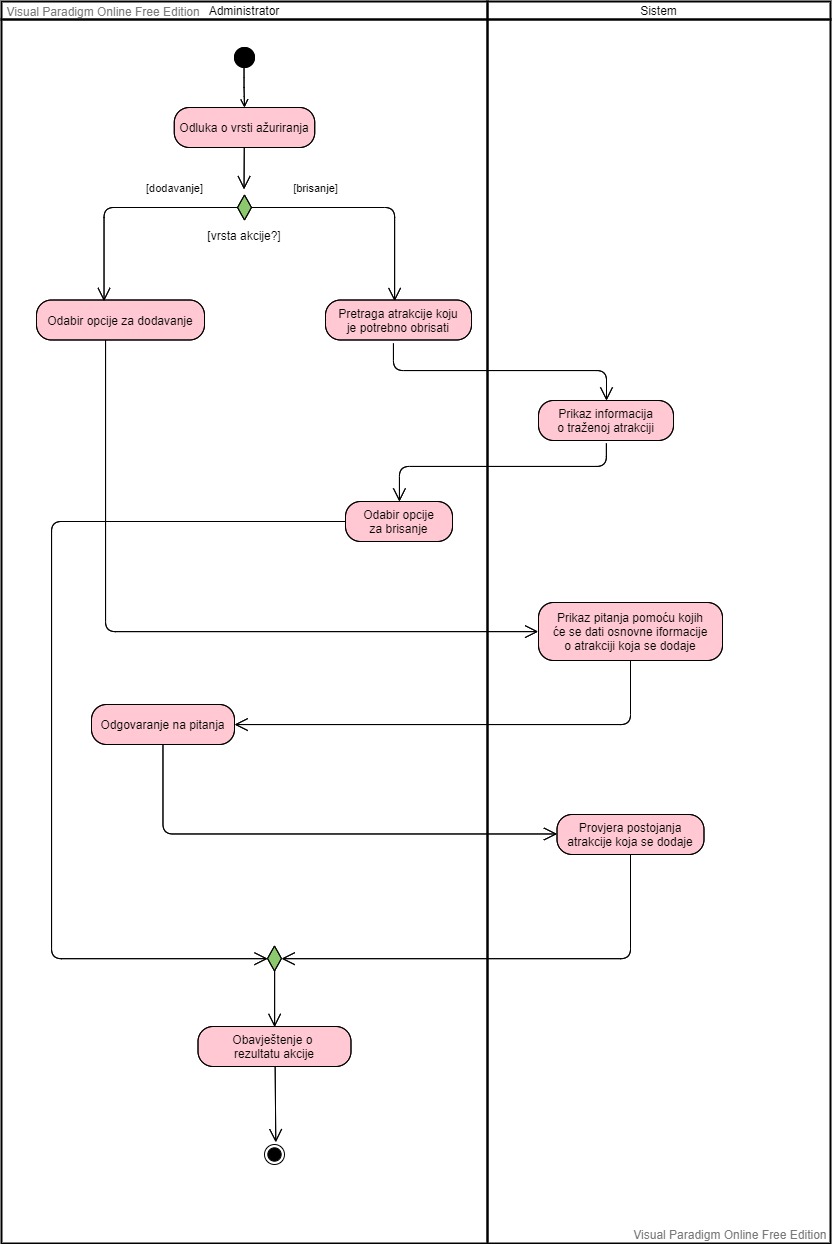 Visual Paradigm Online Free Edition
Administrator
Sistem
Odluka o vrsti ažuriranja
[dodavanje]
[brisanje]
[vrsta akcije?]
Odabir opcije za dodavanje
Pretraga atrakcije koju
je potrebno obrisati
Prikaz informacija
o traženoj atrakciji
Odabir opcije
za brisanje
Prikaz pitanja pomoću kojih
će se dati osnovne iformacije
o atrakciji koja se dodaje
Odgovaranje na pitanja
Provjera postojanja
atrakcije koja se dodaje
Obavještenje o
rezultatu akcije
Visual Paradigm Online Free Edition